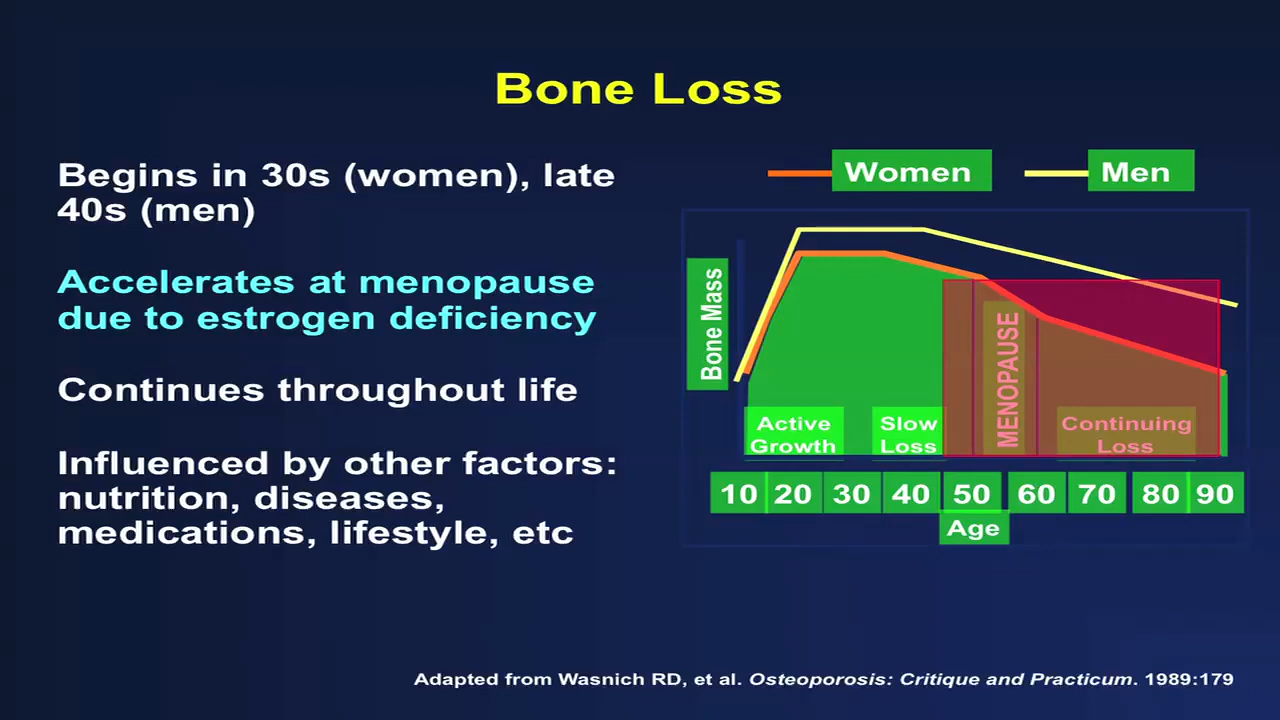 Bone Loss
Begins in 30s (women), late
40s (men)
Accelerates at menopause
due to estrogen deficiency
Continues throughout life
Influenced by other factors:
nutrition, diseases,
medications, lifestyle, etc
Women
Men
Bone Mass
Active
Growth
Slow
Loss
MENOPAUSE
Continuing
Loss
10 20 30 40 50 60 70 80 90
Age
Adapted from Wasnich RD, et al. Osteoporosis: Critique and Practicum. 1989:179